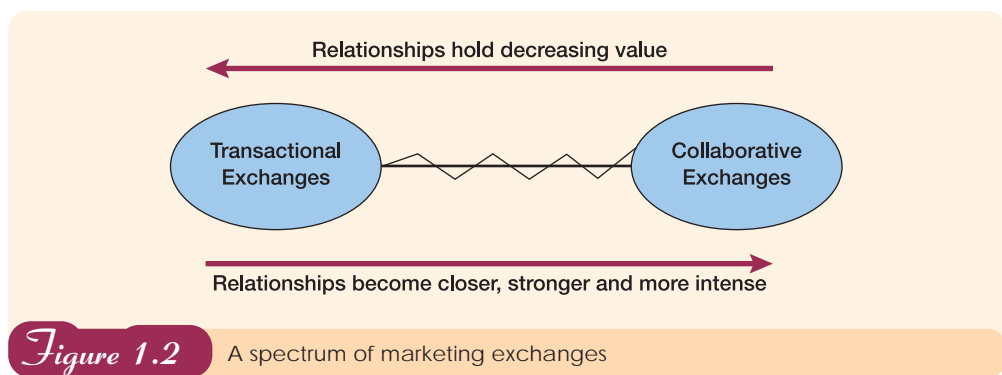 Relationships hold decreasing value
Transactional
Exchanges
Collaborative
Exchanges
Relationships become closer, stronger and more intense
Figure 1.2
A spectrum of marketing exchanges